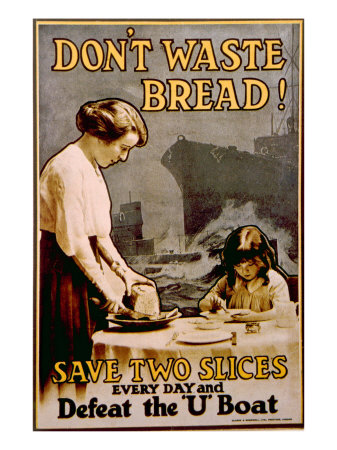 DON'T WASTE
BREAD!
SAVE TWO SLICES
EVERY DAY and
Defeat the 'U' Boat